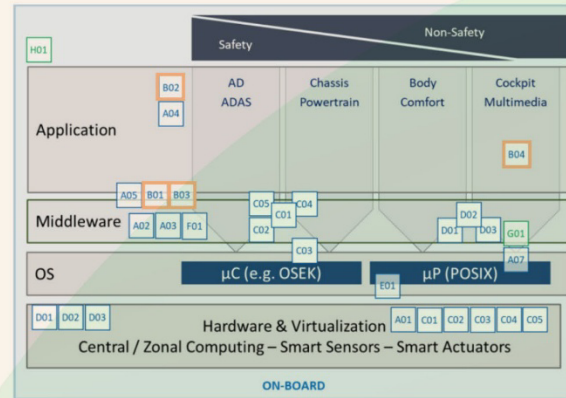 Safety
Non-Safety
H01
B02
A04
AD
ADAS
Chassis
Powertrain
Body
Comfort
Cockpit
Multimedia
Application
B04
A05 B01 B03
C05 C04
C01
C02
D02
D01 D03
G01
Middleware
A02 A03 F01
C03
A07
OS
μC (e.g. OSEK)
μP (POSIX)
E01
D01 D02 D03
Hardware & Virtualization
A01 C01 C02 C03 C04 C05
Central / Zonal Computing – Smart Sensors – Smart Actuators
ON-BOARD